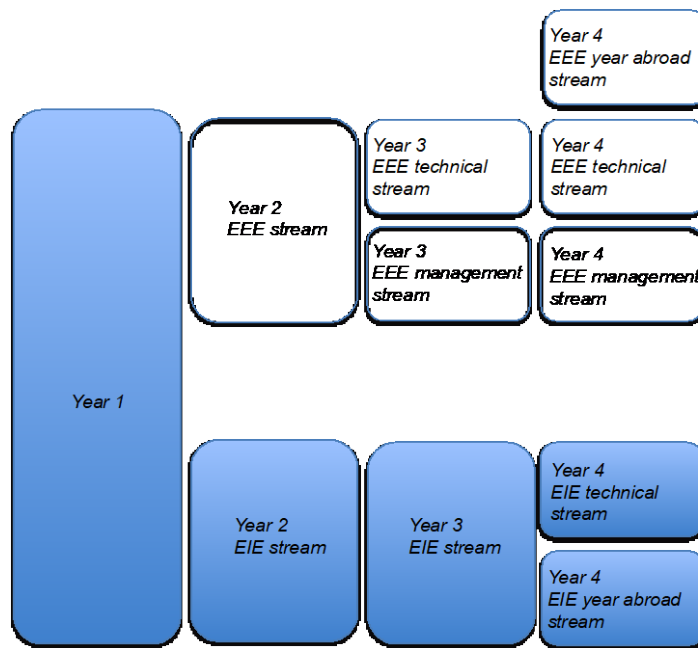 Year 4
EEE year abroad
stream
Year 3
EEE technical
stream
Year 4
EEE technical
stream
Year 2
EEE stream
Year 3
EEE management
stream
Year 4
EEE management
stream
Year 1
Year 2
EIE stream
Year 3
EIE stream
Year 4
EIE technical
stream
Year 4
EIE year abroad
stream